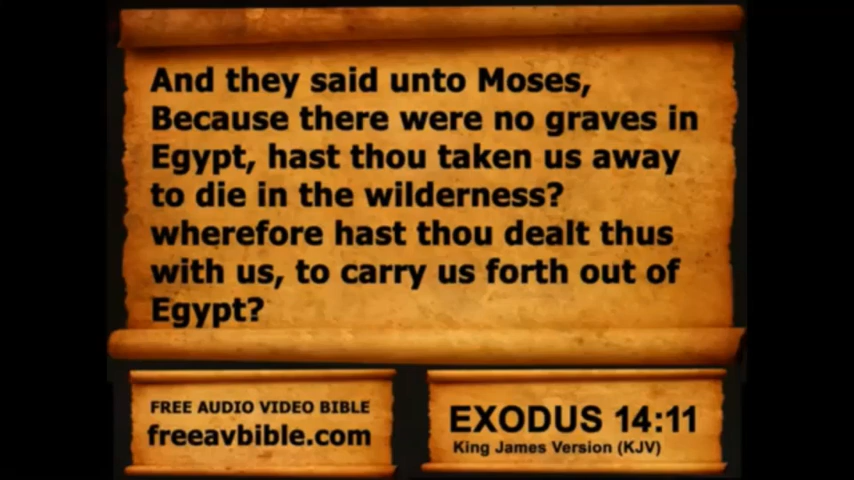 And they said unto Moses,
Because there were no graves in
Egypt, hast thou taken us away
to die in the wilderness?
wherefore hast thou dealt thus
with us, to carry us forth out of
Egypt?
FREE AUDIO VIDEO BIBLE
freeavbible.com
EXODUS 14:11
King James Version (KJV)